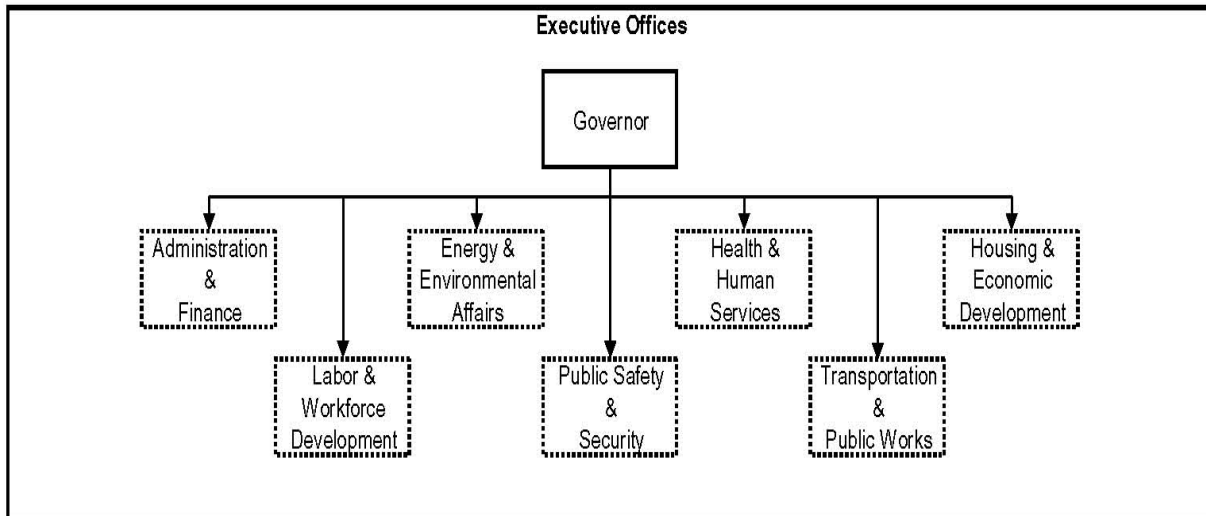 Executive Offices
Governor
Administration
&
Finance
Energy &
Environmental
Affairs
Health &
Human
Services
Housing &
Economic
Development
Labor &
Workforce
Development
Public Safety
&
Security
Transportation
&
Public Works